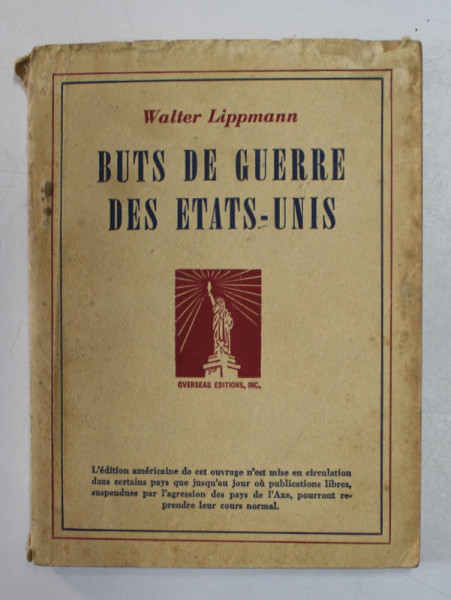 Walter Lippmann
BUTS DE GUERRE
DES ETATS-UNIS
OVERSEAS EDITIONS, INC.
L'édition américaine de cet ouvrage n'est mise en circulation
dans certains pays que jusqu'au jour où publications libres,
suspendues par l'agression des pays de l'Axe, pourront re-
prendre leur cours normal.